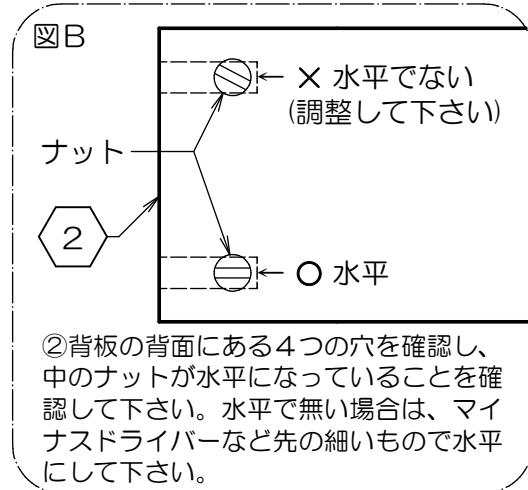 図B
× 水平でない
(調整して下さい)
ナット
2
○ 水平
②背板の背面にある4つの穴を確認し、
中のナットが水平になっていることを確
認して下さい。水平で無い場合は、マイ
ナスドライバーなど先の細いもので水平
にして下さい。